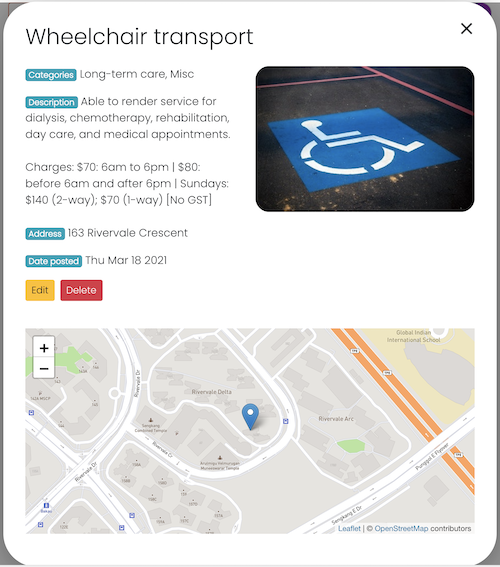 Wheelchair transport
Categories Long-term care, Misc
Description Able to render service for
dialysis, chemotherapy, rehabilitation,
day care, and medical appointments.
Charges: $70: 6am to 6pm | $80:
before 6am and after 6pm | Sundays:
$140 (2-way); $70 (1-way) [No GST]
Address 163 Rivervale Crescent
Date posted Thu Mar 18 2021
Edit Delete
+
−
Global Indian
International School
Rivervale Dr
Rivervale Delta
Rivervale Arc
Sengkang
Combined Temple
Arulmigu Velmurugan
Gnanamuneeswarar Temple
Rivervale Dr
Rivervale Dr
Punggol E Flyover
Sengkang E Dr
Bakau
Leaflet | © OpenStreetMap contributors